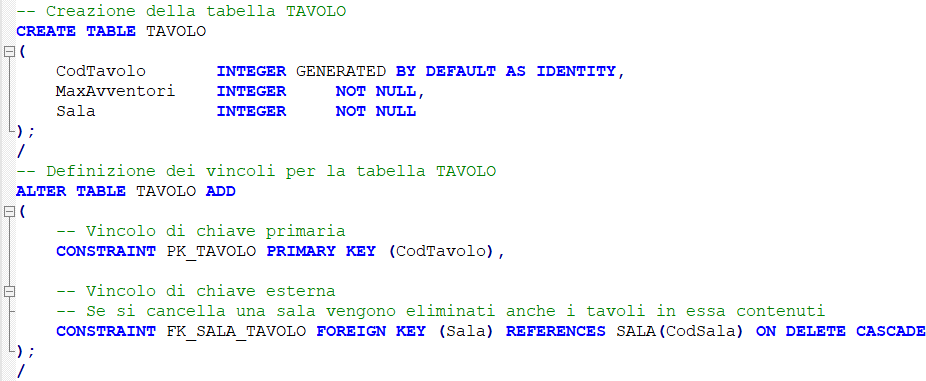 -- Creazione della tabella TAVOLO
CREATE TABLE TAVOLO
(
    CodTavolo       INTEGER GENERATED BY DEFAULT AS IDENTITY,
    MaxAvventori    INTEGER     NOT NULL,
    Sala            INTEGER     NOT NULL
);
/
-- Definizione dei vincoli per la tabella TAVOLO
ALTER TABLE TAVOLO ADD
(
    -- Vincolo di chiave primaria
    CONSTRAINT PK_TAVOLO PRIMARY KEY (CodTavolo),

    -- Vincolo di chiave esterna
    -- Se si cancella una sala vengono eliminati anche i tavoli in essa contenuti
    CONSTRAINT FK_SALA_TAVOLO FOREIGN KEY (Sala) REFERENCES SALA(CodSala) ON DELETE CASCADE
);
/